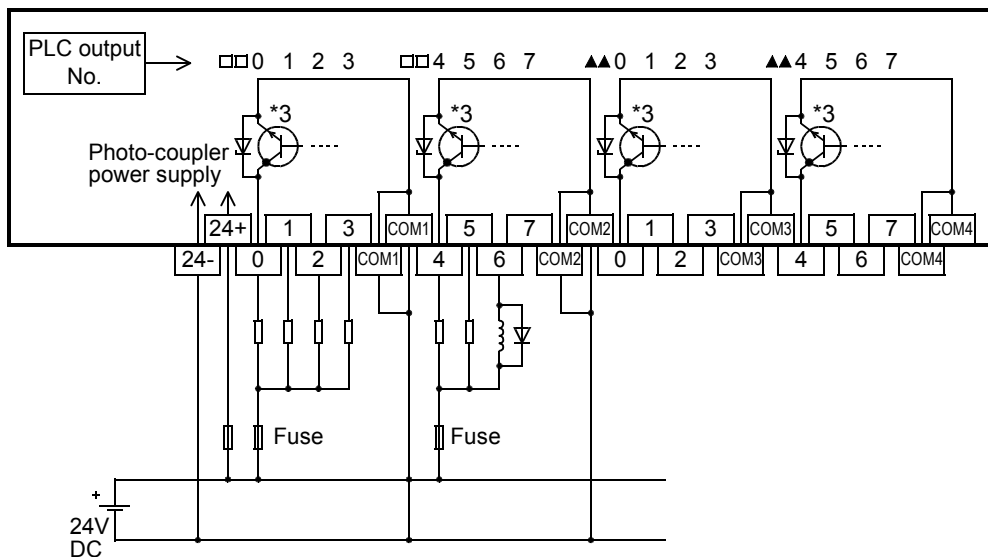 PLC output
No.
□□0 1 2 3 □□4 5 6 7 ▲▲0 1 2 3 ▲▲4 5 6 7
*3 *3 *3 *3
Photo-coupler
power supply
24+ 1 3 COM1 5 7 COM2 1 3 COM3 5 7 COM4
24- 0 2 COM1 4 6 COM2 0 2 COM3 4 6 COM4
Fuse Fuse
+
24V
DC